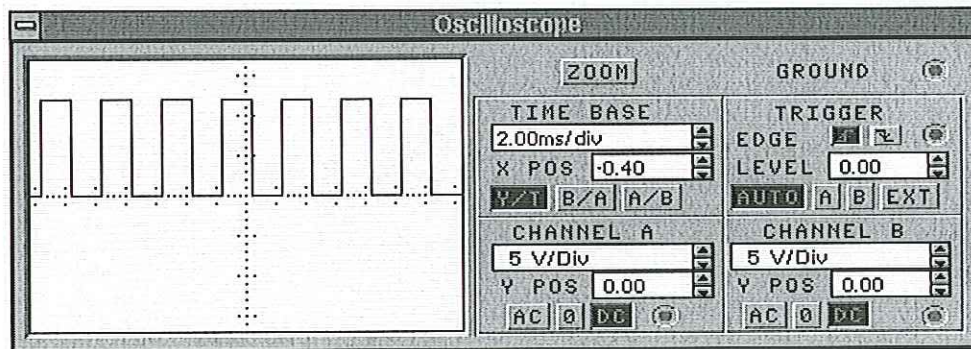 Oscilloscope
ZOOM GROUND
TIME BASE
2.00ms/div
X POS -0.40
Y/T B/A A/B
TRIGGER
EDGE
LEVEL 0.00
AUTO A B EXT
CHANNEL A
5 V/Div
Y POS 0.00
AC 0 DC
CHANNEL B
5 V/Div
Y POS 0.00
AC 0 DC